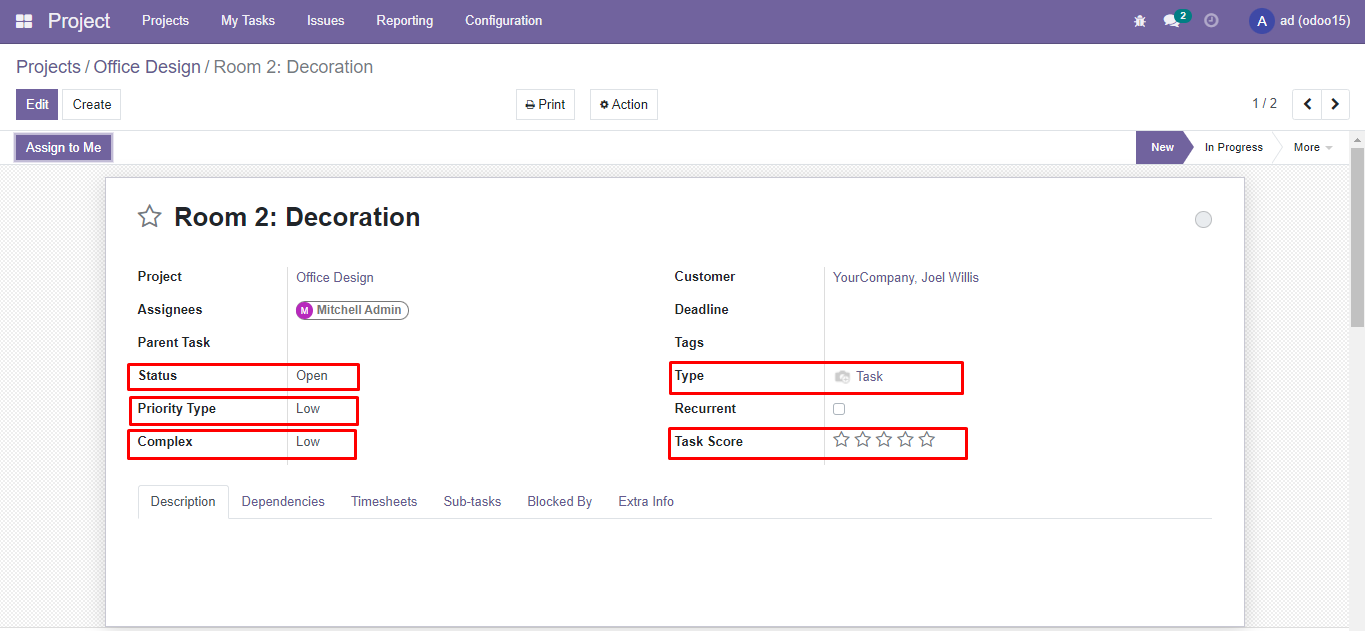 Project Projects My Tasks Issues Reporting Configuration 2 A ad (odoo15)
Projects / Office Design / Room 2: Decoration
Edit Create Print Action 1 / 2
Assign to Me New In Progress More
Room 2: Decoration
Project Office Design Customer YourCompany, Joel Willis
Assignees M Mitchell Admin Deadline
Parent Task Tags
Status Open Type Task
Priority Type Low Recurrent
Complex Low Task Score
Description Dependencies Timesheets Sub-tasks Blocked By Extra Info